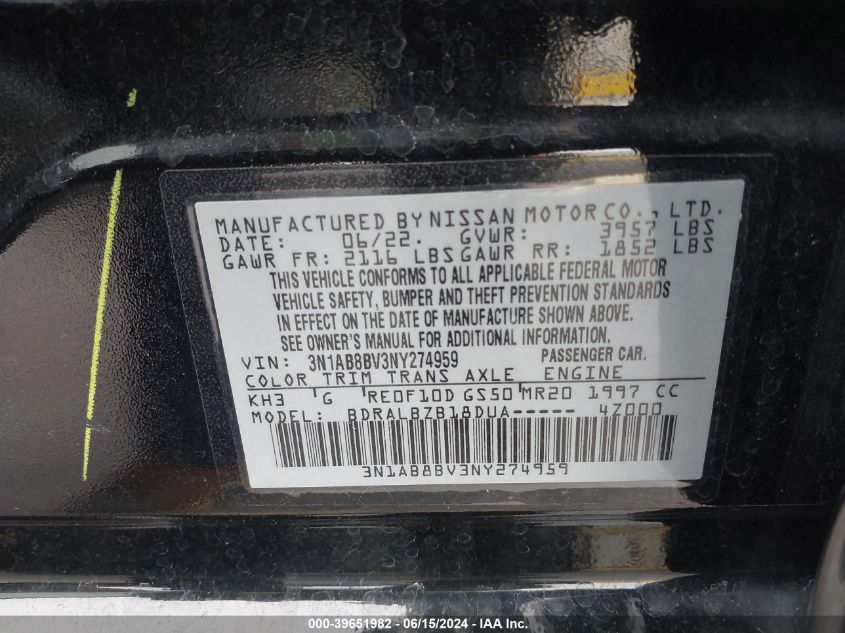 MANUFACTURED BY NISSAN MOTOR CO., LTD.
DATE: 06/22. GVWR: 3957 LBS
GAWR FR: 2116 LBS GAWR RR: 1852 LBS
THIS VEHICLE CONFORMS TO ALL APPLICABLE FEDERAL MOTOR
VEHICLE SAFETY, BUMPER AND THEFT PREVENTION STANDARDS
IN EFFECT ON THE DATE OF MANUFACTURE SHOWN ABOVE.
SEE OWNER'S MANUAL FOR ADDITIONAL INFORMATION.
VIN: 3N1AB8BV3NY274959 PASSENGER CAR.
COLOR TRIM TRANS AXLE ENGINE
KH3 G RE0F10D GS50 MR20 1997 CC
MODEL: BDRALBZB18DUA----- 4Z000
3N1AB8BV3NY274959
000-39651982 - 06/15/2024 - IAAI.com